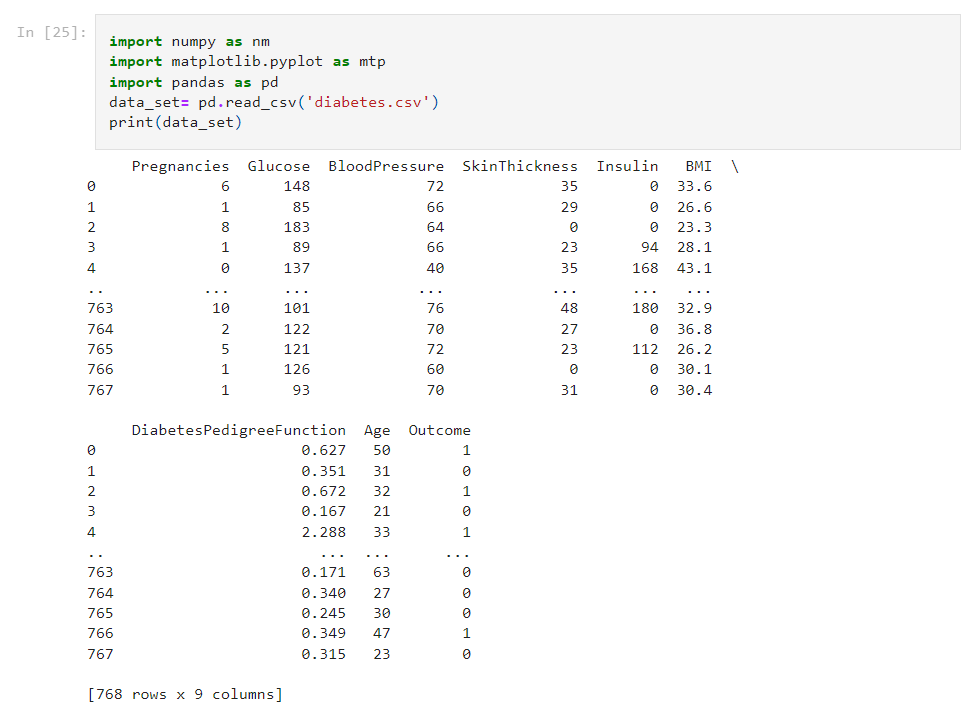 In [25]:
import numpy as nm
import matplotlib.pyplot as mtp
import pandas as pd
data_set= pd.read_csv('diabetes.csv')
print(data_set)
     Pregnancies  Glucose  BloodPressure  SkinThickness  Insulin   BMI  \
0              6      148             72             35        0  33.6
1              1       85             66             29        0  26.6
2              8      183             64              0        0  23.3
3              1       89             66             23       94  28.1
4              0      137             40             35      168  43.1
..           ...      ...            ...            ...      ...   ...
763           10      101             76             48      180  32.9
764            2      122             70             27        0  36.8
765            5      121             72             23      112  26.2
766            1      126             60              0        0  30.1
767            1       93             70             31        0  30.4
     DiabetesPedigreeFunction  Age  Outcome
0                       0.627   50        1
1                       0.351   31        0
2                       0.672   32        1
3                       0.167   21        0
4                       2.288   33        1
..                        ...  ...      ...
763                     0.171   63        0
764                     0.340   27        0
765                     0.245   30        0
766                     0.349   47        1
767                     0.315   23        0
[768 rows x 9 columns]